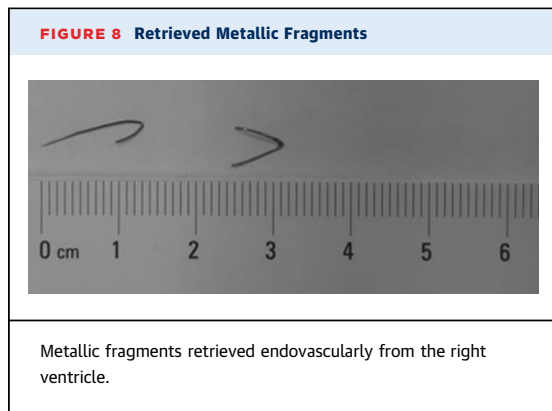 FIGURE 8 Retrieved Metallic Fragments
0 cm 1 2 3 4 5 6
Metallic fragments retrieved endovascularly from the right
ventricle.